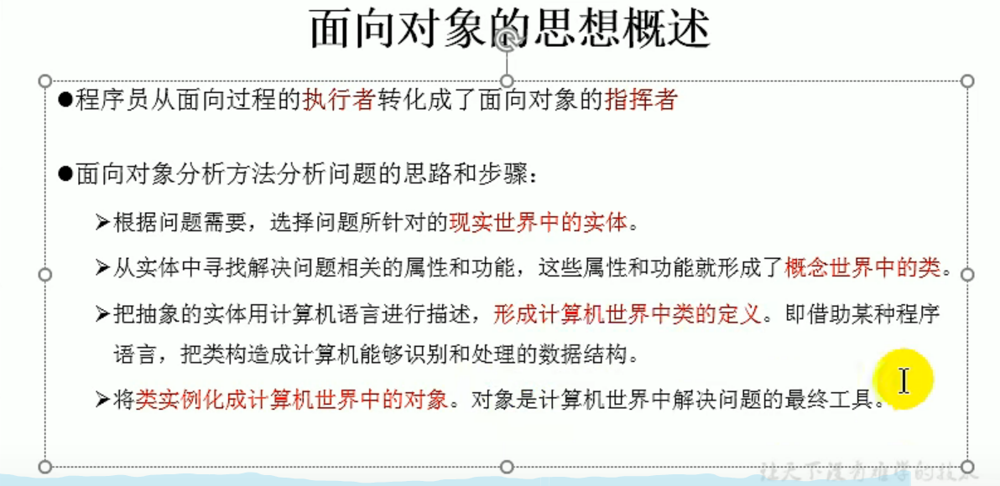 面向对象的思想概述
●程序员从面向过程的执行者转化成了面向对象的指挥者
●面向对象分析方法分析问题的思路和步骤：
➢根据问题需要，选择问题所针对的现实世界中的实体。
➢从实体中寻找解决问题相关的属性和功能，这些属性和功能就形成了概念世界中的类。
➢把抽象的实体用计算机语言进行描述，形成计算机世界中类的定义。即借助某种程序
语言，把类构造成计算机能够识别和处理的数据结构。
➢将类实例化成计算机世界中的对象。对象是计算机世界中解决问题的最终工具。
让天下没有难学的技术